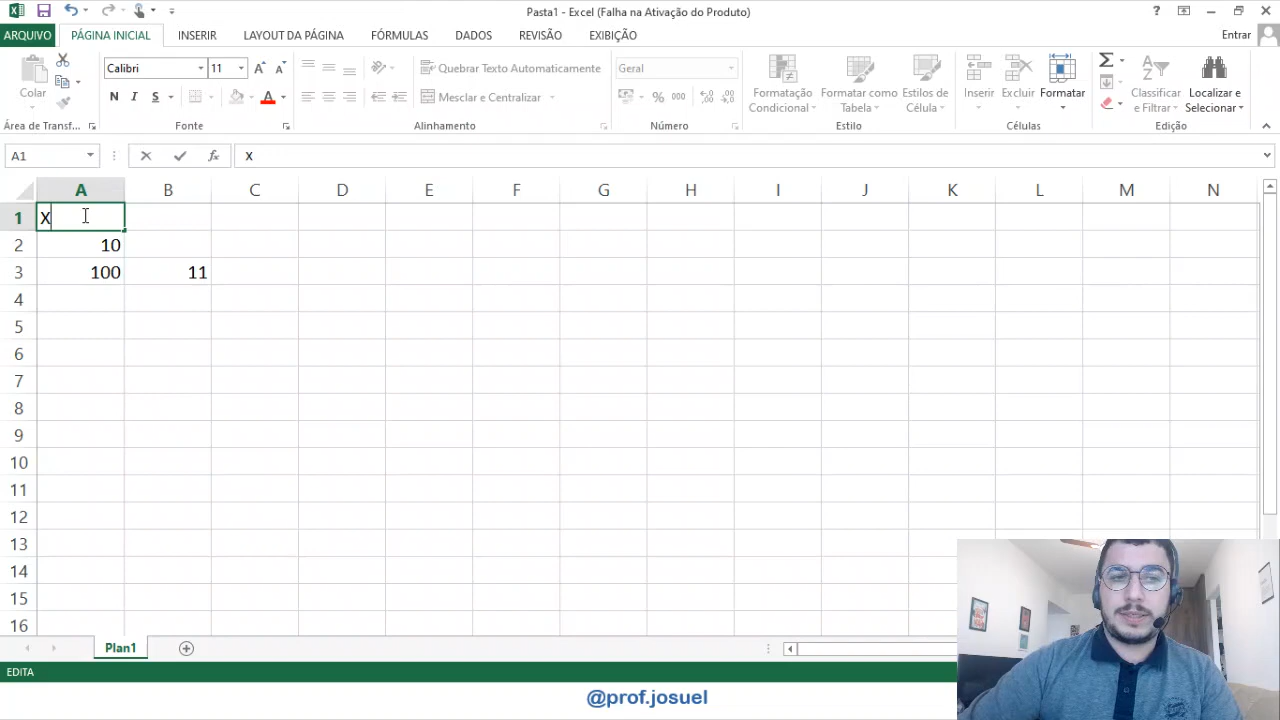 Pasta1 - Excel (Falha na Ativação do Produto)
ARQUIVO PÁGINA INICIAL INSERIR LAYOUT DA PÁGINA FÓRMULAS DADOS REVISÃO EXIBIÇÃO Entrar
Colar
Área de Transf...
Calibri 11
N I S
Fonte
Quebrar Texto Automaticamente
Mesclar e Centralizar
Alinhamento
Geral
% 000
Número
Formatação Condicional
Formatar como Tabela
Estilos de Célula
Estilo
Inserir Excluir Formatar
Células
Classificar e Filtrar
Localizar e Selecionar
Edição
A1 fx X
A B C D E F G H I J K L M N
1 X
2 10
3 100 11
4
5
6
7
8
9
10
11
12
13
14
15
16
Plan1
EDITA
@prof.josuel